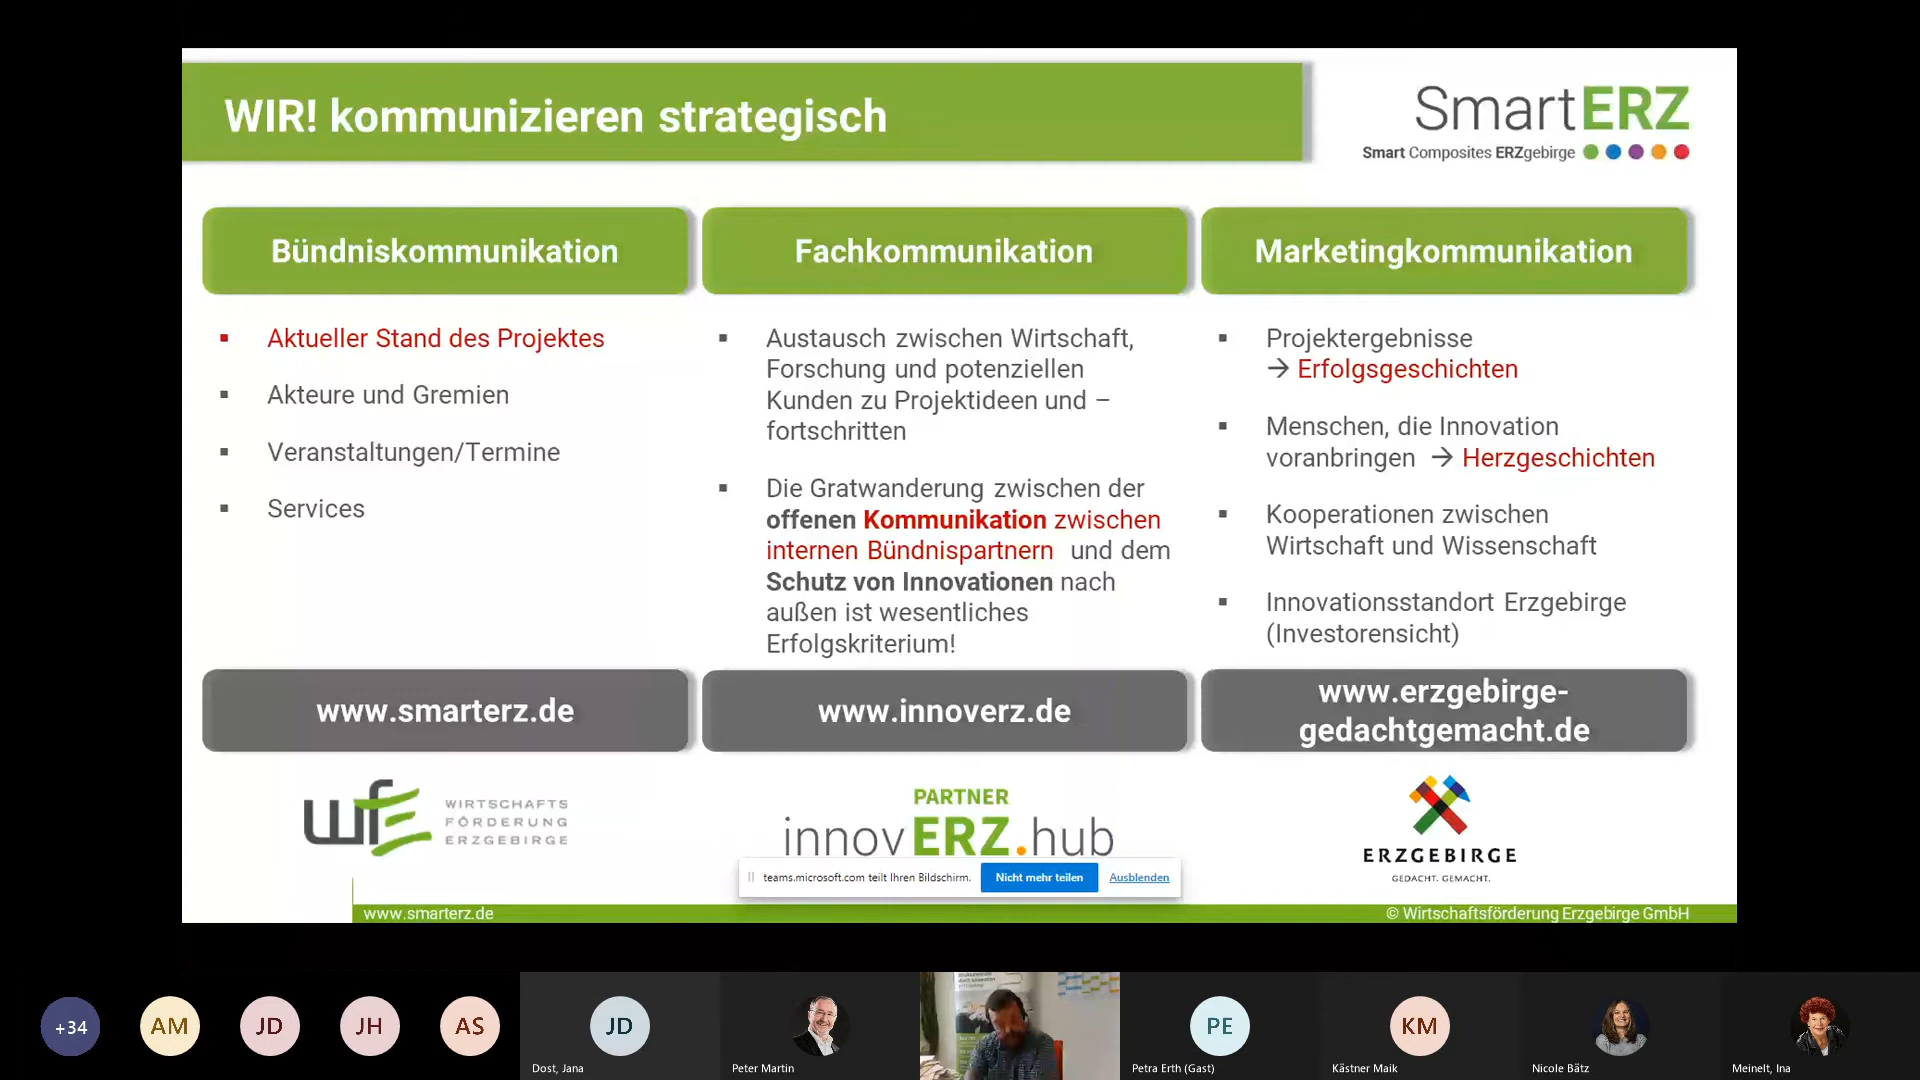 WIR! kommunizieren strategisch
SmartERZ
Smart Composites ERZgebirge
Bündniskommunikation
Aktueller Stand des Projektes
Akteure und Gremien
Veranstaltungen/Termine
Services
www.smarterz.de
Fachkommunikation
Austausch zwischen Wirtschaft,
Forschung und potenziellen
Kunden zu Projektideen und –
fortschritten
Die Gratwanderung zwischen der
offenen Kommunikation zwischen
internen Bündnispartnern und dem
Schutz von Innovationen nach
außen ist wesentliches
Erfolgskriterium!
www.innoverz.de
Marketingkommunikation
Projektergebnisse
→ Erfolgsgeschichten
Menschen, die Innovation
voranbringen → Herzgeschichten
Kooperationen zwischen
Wirtschaft und Wissenschaft
Innovationsstandort Erzgebirge
(Investorensicht)
www.erzgebirge-
gedachtgemacht.de
wfE
WIRTSCHAFTS
FÖRDERUNG
ERZGEBIRGE
PARTNER
innovERZ.hub
ERZGEBIRGE
GEDACHT. GEMACHT.
teams.microsoft.com teilt Ihren Bildschirm.
Nicht mehr teilen
Ausblenden
www.smarterz.de
© Wirtschaftsförderung Erzgebirge GmbH
+34
AM
JD
JH
AS
JD
PE
KM
Dost, Jana
Peter Martin
Petra Erth (Gast)
Kästner Maik
Nicole Bätz
Meinelt, Ina